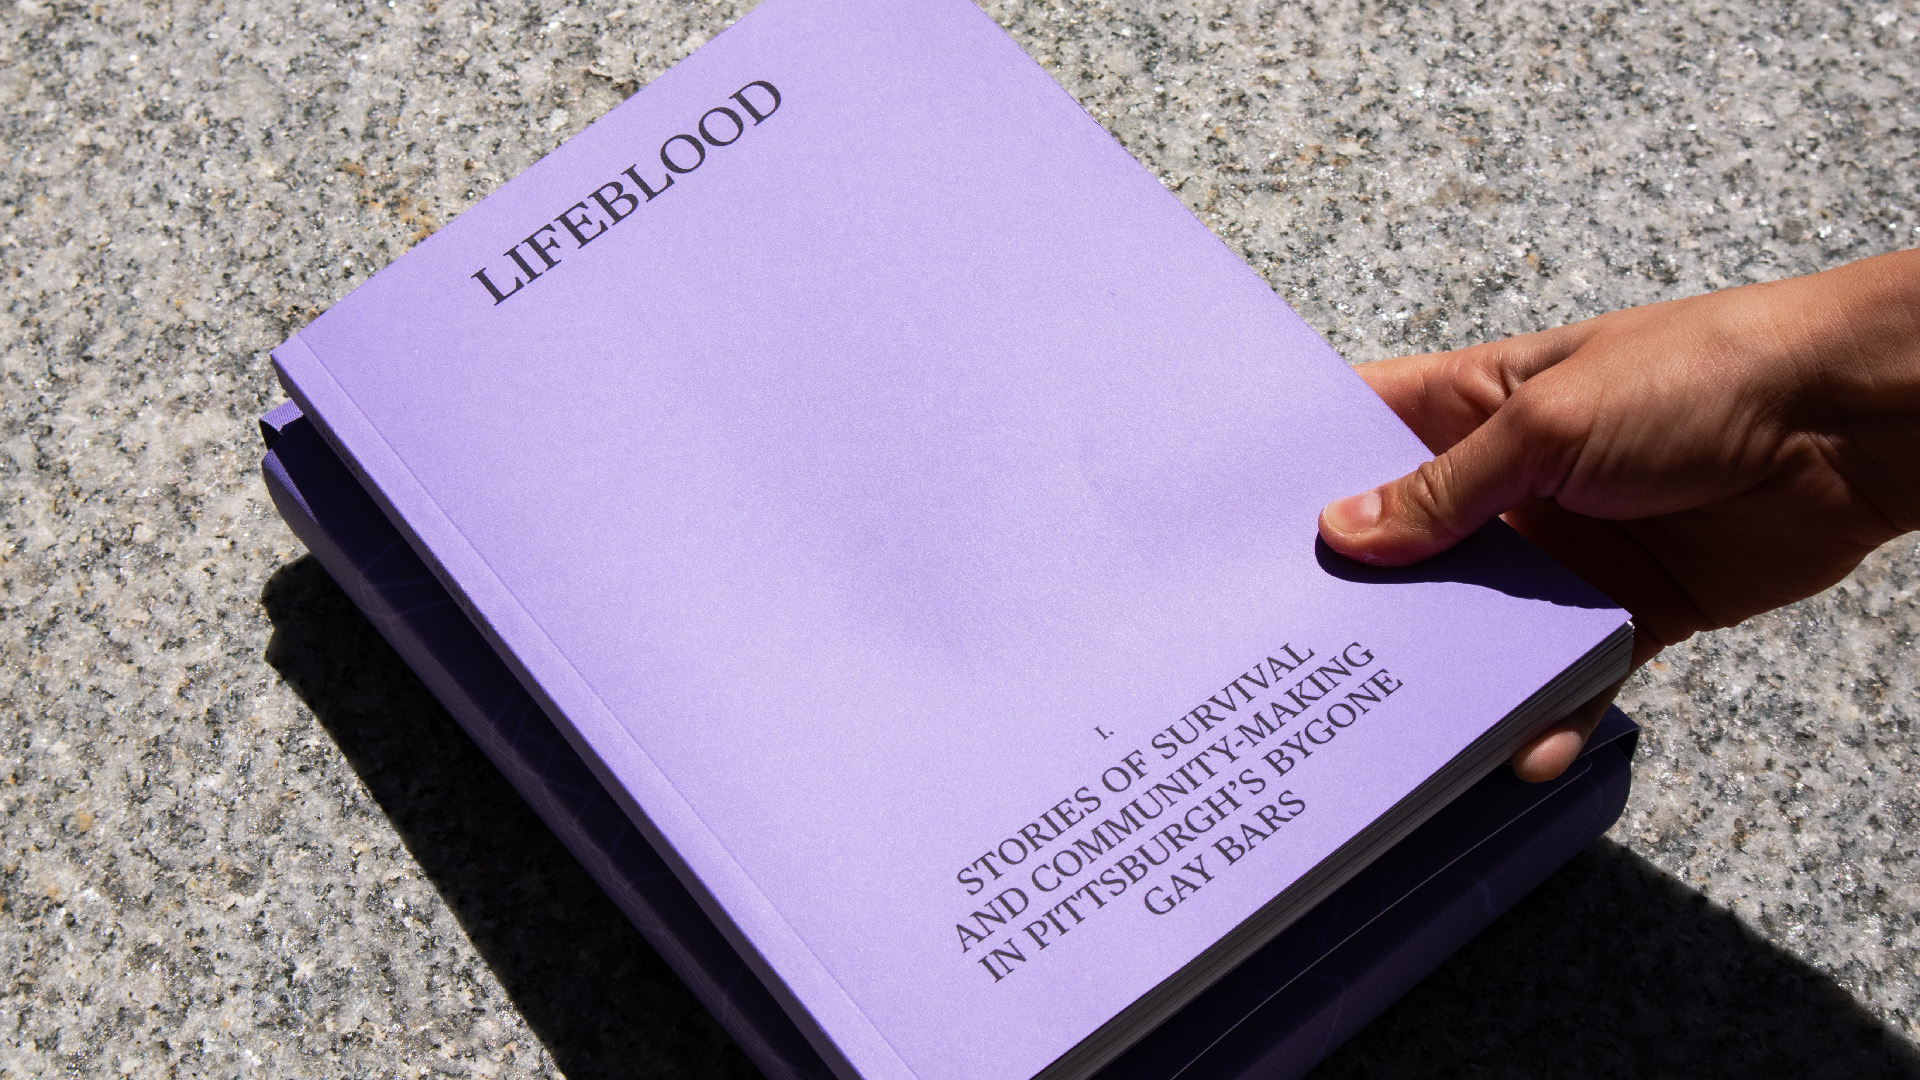 LIFEBLOOD
I.
STORIES OF SURVIVAL
AND COMMUNITY-MAKING
IN PITTSBURGH’S BYGONE
GAY BARS